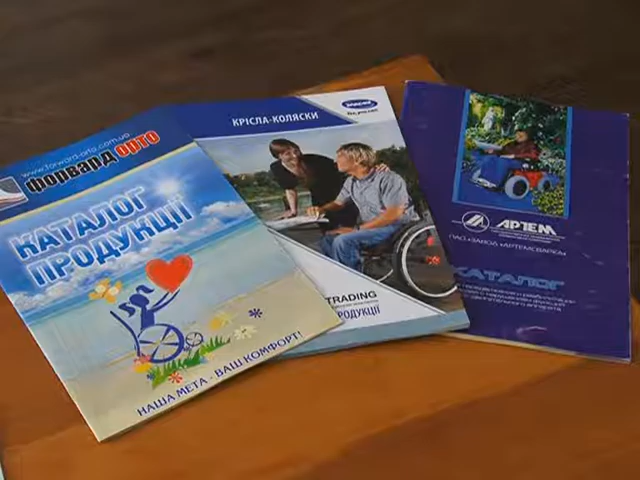 www.forward-orto.com.ua
форвард орто
КАТАЛОГ
ПРОДУКЦІЇ
НАША МЕТА - ВАШ КОМФОРТ!
КРІСЛА-КОЛЯСКИ
TRADING
ПРОДУКЦІЇ
АРТЕМ
ПАО «ЗАВОД «АРТЕМОВАЖ»
КАТАЛОГ